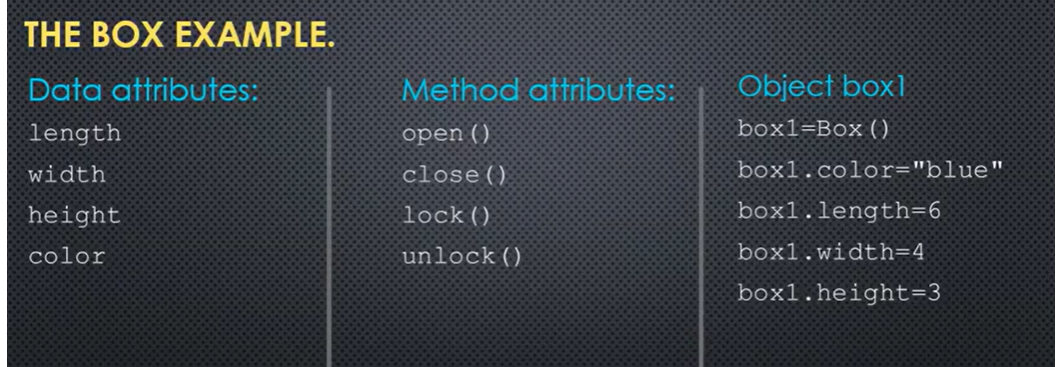 THE BOX EXAMPLE.
Data attributes:
length
width
height
color
Method attributes:
open()
close()
lock()
unlock()
Object box1
box1=Box()
box1.color="blue"
box1.length=6
box1.width=4
box1.height=3